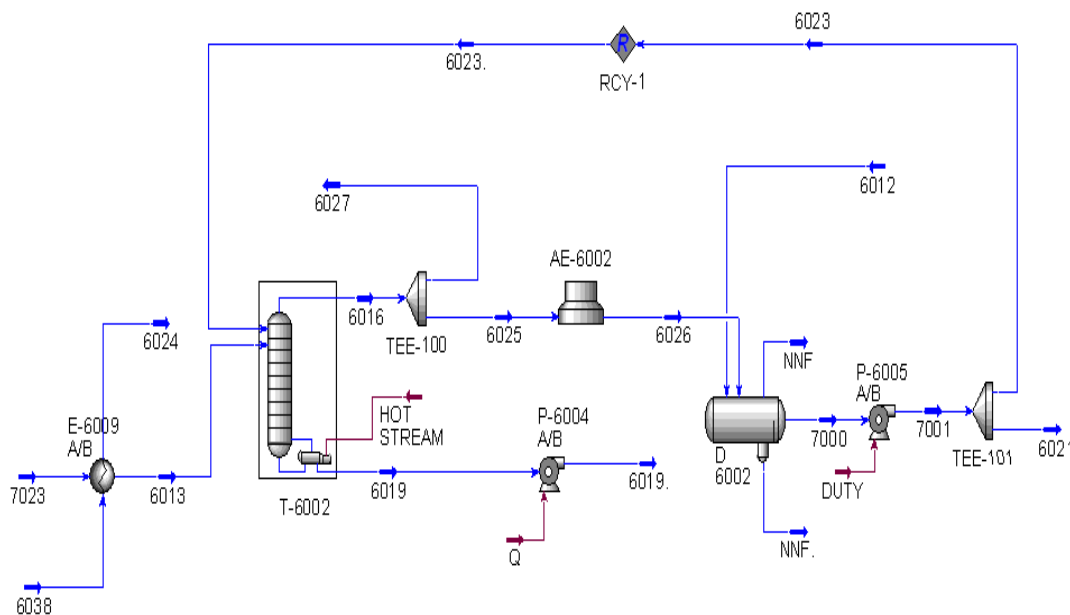 6023
6023.
R
RCY-1
6012
6027
AE-6002
6016
6025
6026
TEE-100
6024
NNF
P-6005
A/B
HOT
STREAM
P-6004
A/B
E-6009
A/B
7000
7001
D
6002
6021
TEE-101
7023
6013
6019
6019.
T-6002
DUTY
Q
NNF.
6038